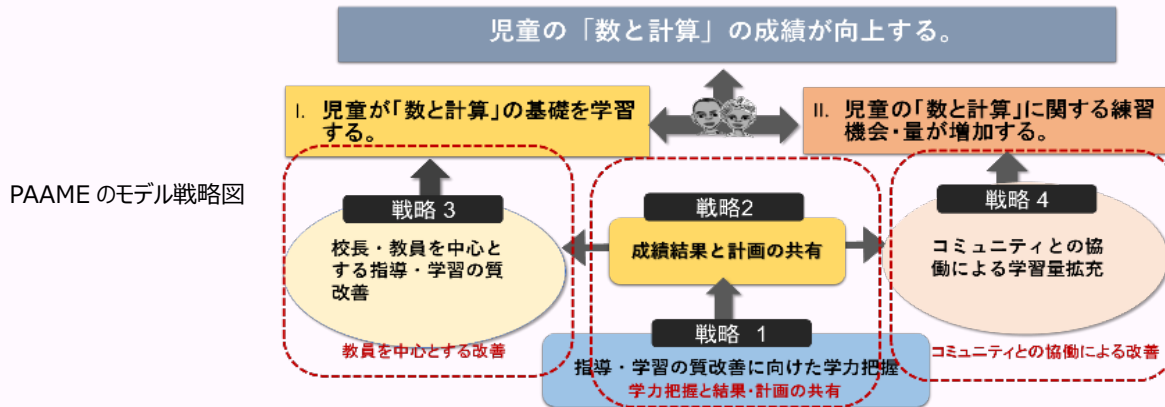 児童の「数と計算」の成績が向上する。
I. 児童が「数と計算」の基礎を学習
する。
II. 児童の「数と計算」に関する練習
機会・量が増加する。
PAAME のモデル戦略図
戦略 3
校長・教員を中心と
する指導・学習の質
改善
教員を中心とする改善
戦略2
成績結果と計画の共有
戦略 1
指導・学習の質改善に向けた学力把握
学力把握と結果・計画の共有
戦略 4
コミュニティとの協
働による学習量拡充
コミュニティとの協働による改善